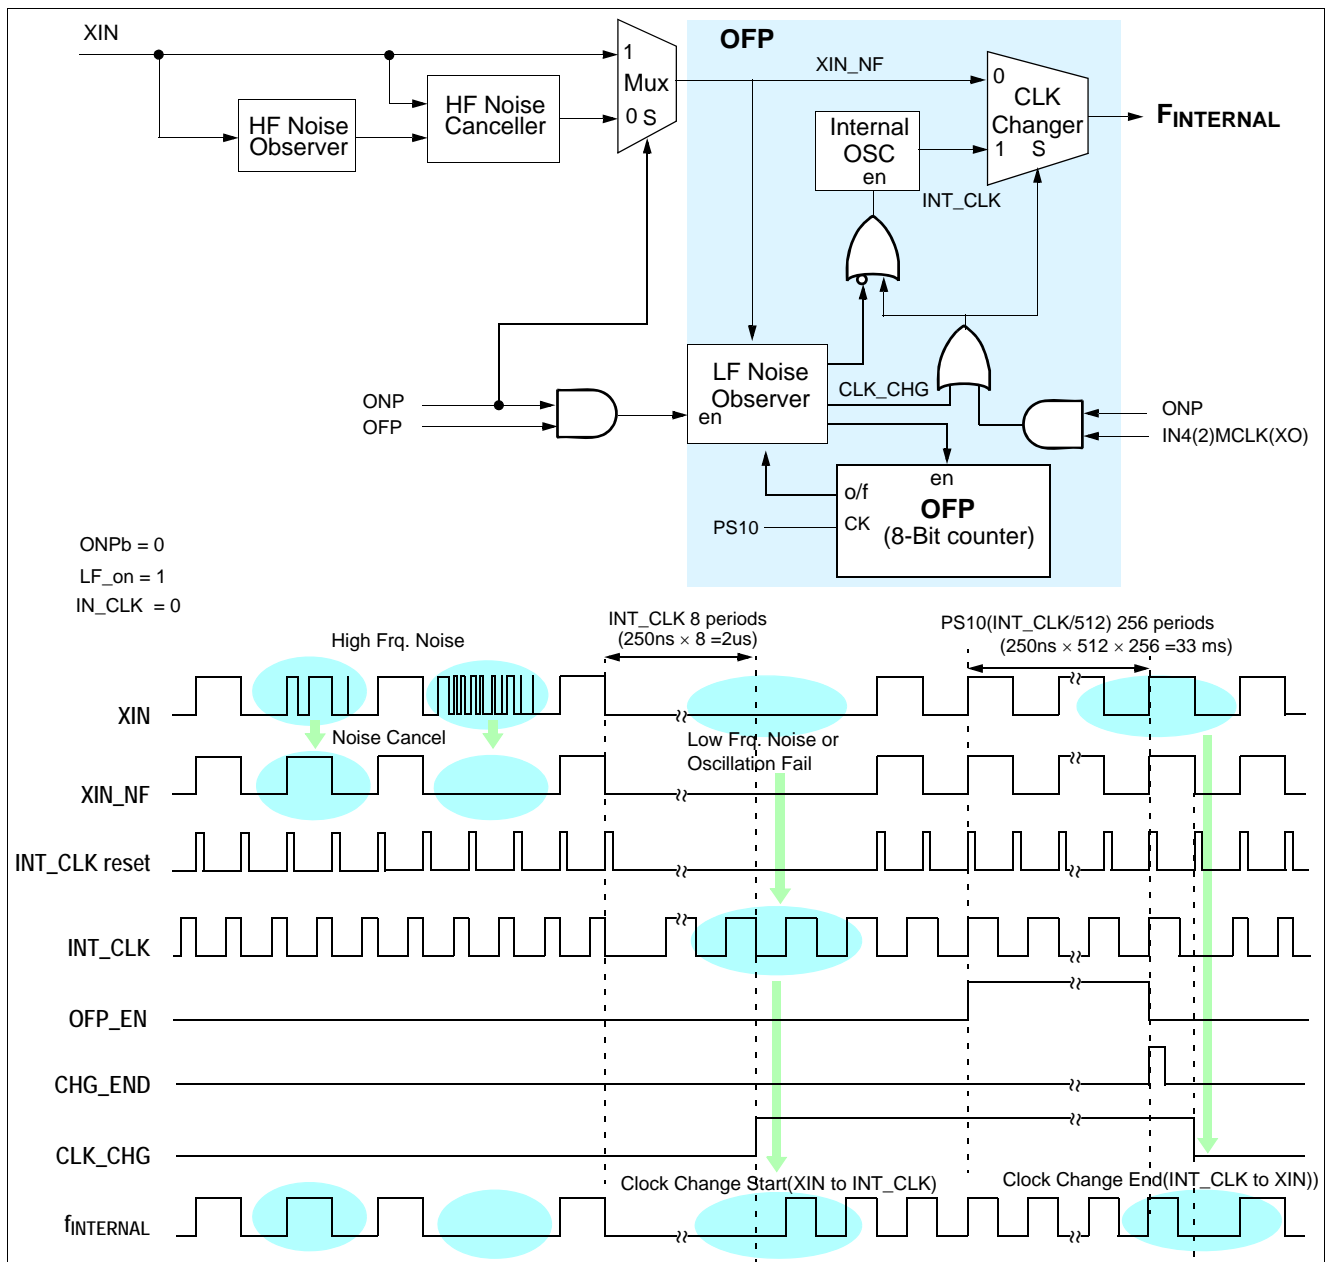 XIN
OFP
XIN_NF
1
Mux
0 S
HF Noise
Observer
HF Noise
Canceller
Internal
OSC
en
0
CLK
Changer
1 S
FINTERNAL
INT_CLK
LF Noise
Observer
en
CLK_CHG
ONP
OFP
ONP
IN4(2)MCLK(XO)
en
o/f
OFP
CK
(8-Bit counter)
PS10
ONPb = 0
LF_on = 1
IN_CLK = 0
High Frq. Noise
INT_CLK 8 periods
(250ns × 8 =2us)
PS10(INT_CLK/512) 256 periods
(250ns × 512 × 256 =33 ms)
XIN
Noise Cancel
Low Frq. Noise or
Oscillation Fail
XIN_NF
INT_CLK reset
INT_CLK
OFP_EN
CHG_END
CLK_CHG
Clock Change Start(XIN to INT_CLK)
Clock Change End(INT_CLK to XIN))
fINTERNAL